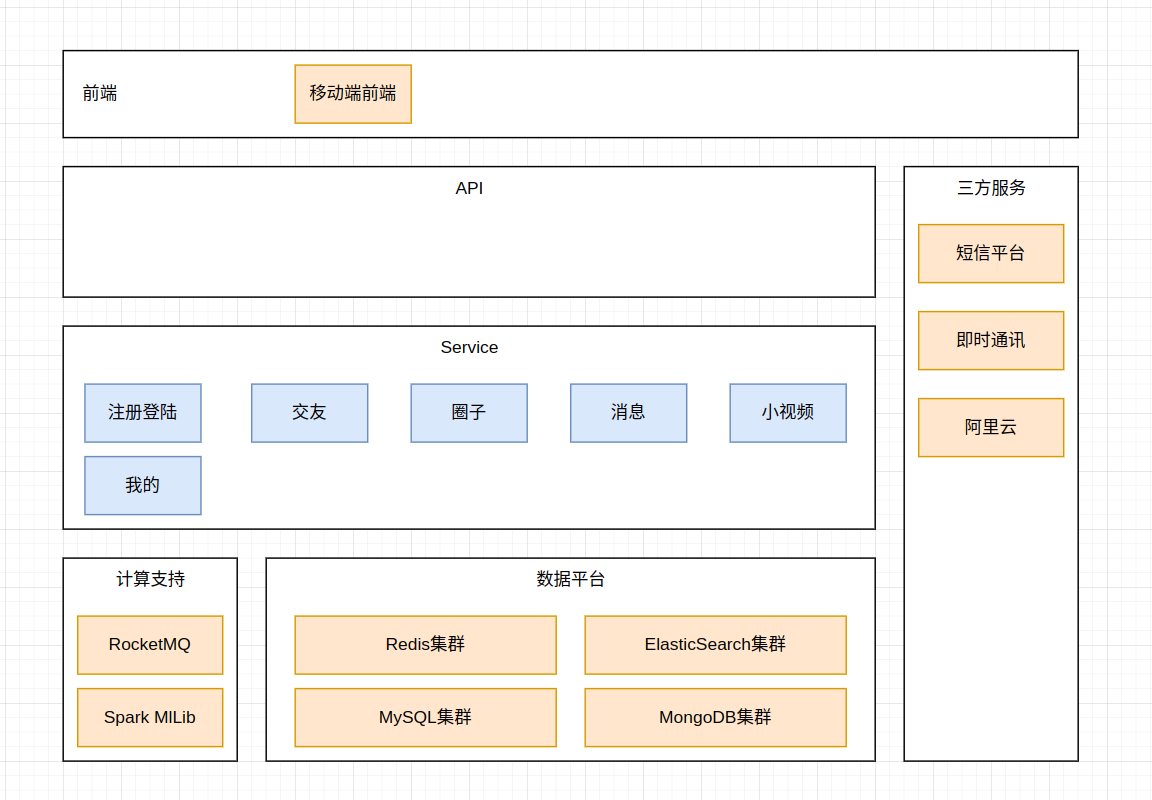 前端
移动端前端
API
三方服务
短信平台
即时通讯
阿里云
Service
注册登陆
交友
圈子
消息
小视频
我的
计算支持
RocketMQ
Spark MlLib
数据平台
Redis集群
ElasticSearch集群
MySQL集群
MongoDB集群